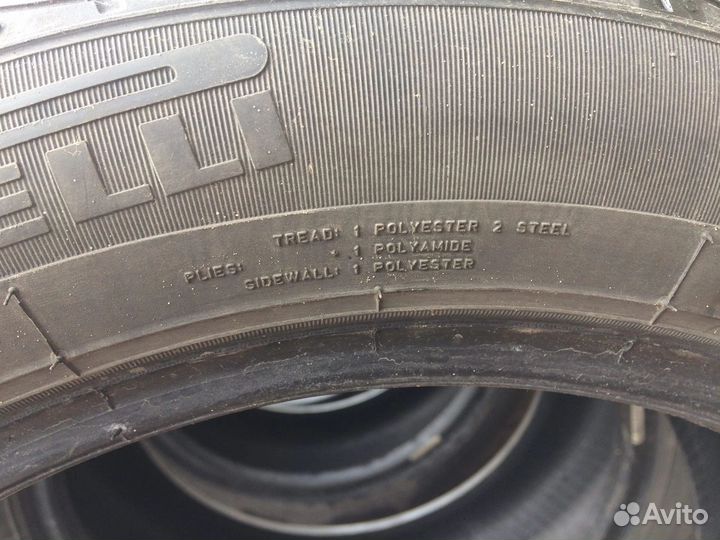 ELLI
TREAD: 1 POLYESTER 2 STEEL
1 POLYAMIDE
PLIES:
SIDEWALL: 1 POLYESTER
Avito